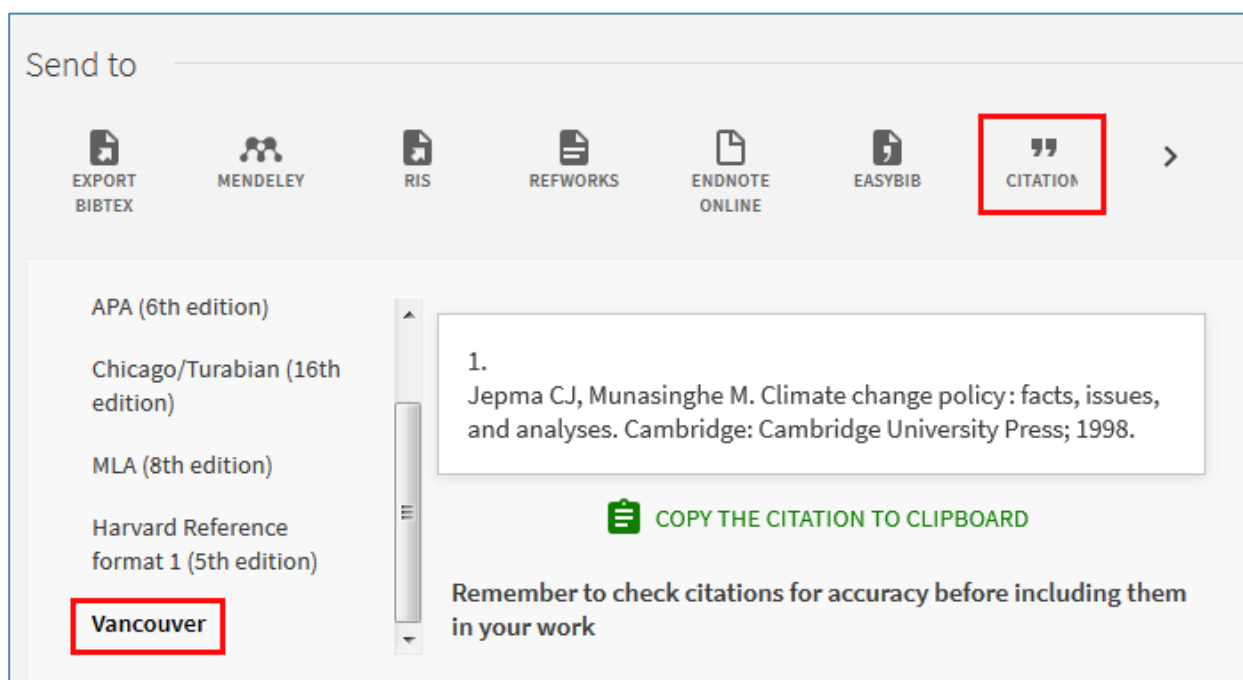 Send to
EXPORT
BIBTEX
MENDELEY
RIS
REFWORKS
ENDNOTE
ONLINE
EASYBIB
CITATION
APA (6th edition)
Chicago/Turabian (16th
edition)
MLA (8th edition)
Harvard Reference
format 1 (5th edition)
Vancouver
1.
Jepma CJ, Munasinghe M. Climate change policy : facts, issues,
and analyses. Cambridge: Cambridge University Press; 1998.
COPY THE CITATION TO CLIPBOARD
Remember to check citations for accuracy before including them
in your work